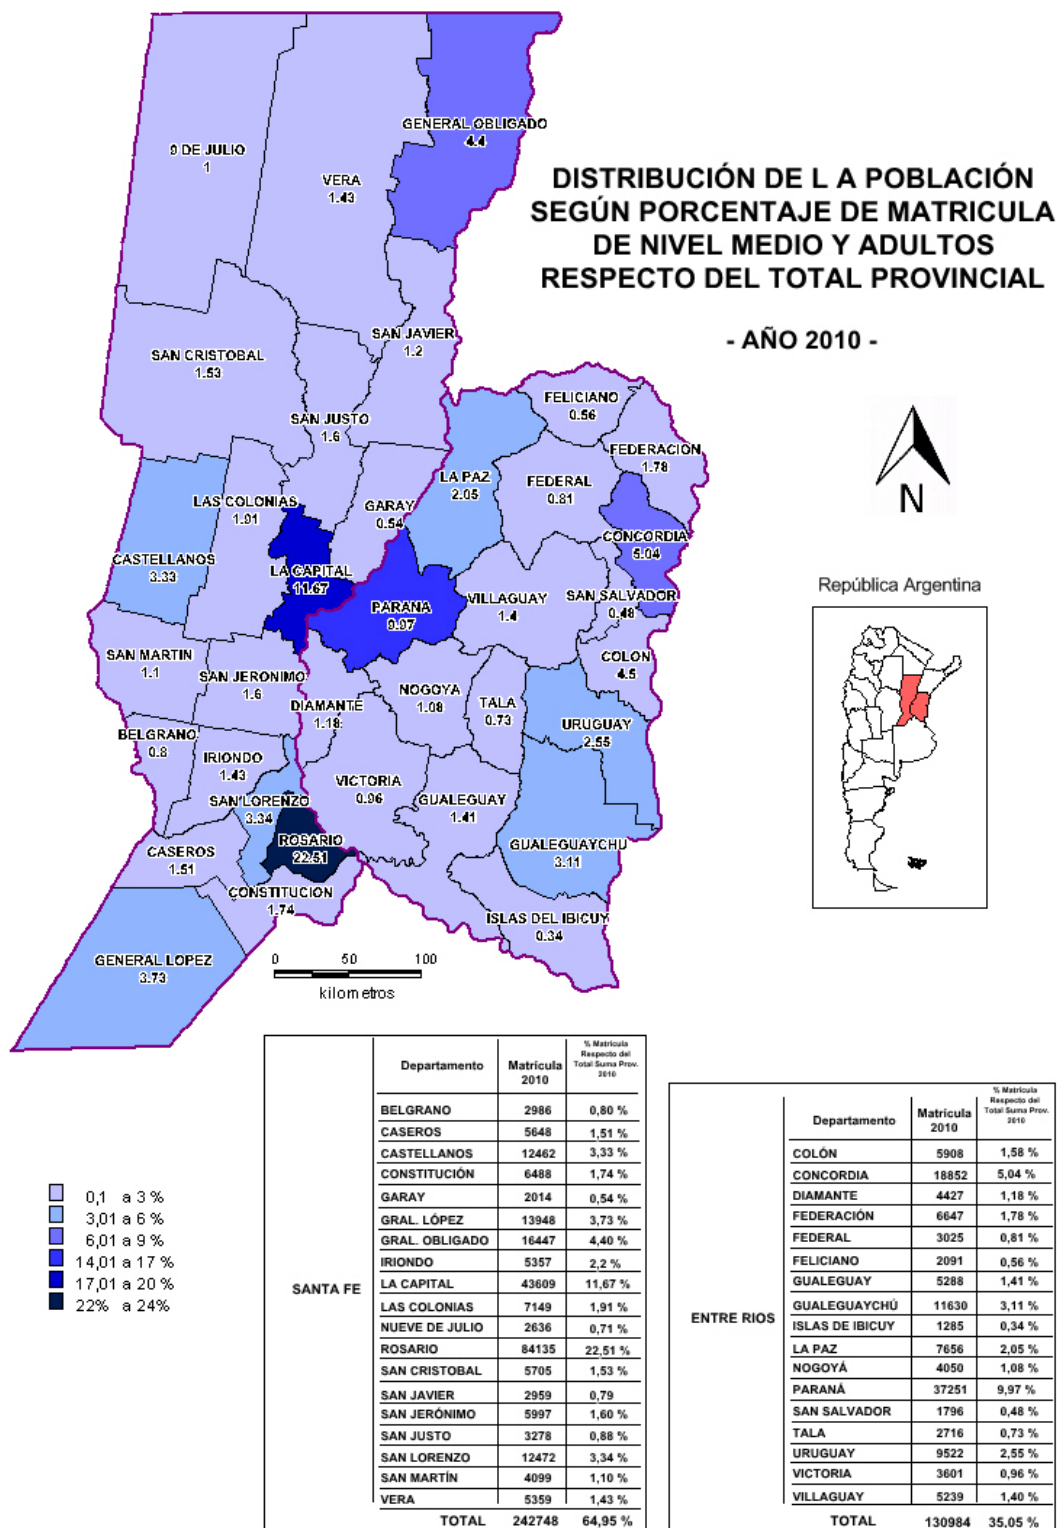 DISTRIBUCIÓN DE L A POBLACIÓN
SEGÚN PORCENTAJE DE MATRICULA
DE NIVEL MEDIO Y ADULTOS
RESPECTO DEL TOTAL PROVINCIAL
- AÑO 2010 -
GENERAL OBLIGADO
4.4
9 DE JULIO
1
VERA
1.43
SAN JAVIER
1.2
SAN CRISTOBAL
1.53
SAN JUSTO
1.6
FELICIANO
0.56
FEDERACION
1.78
LA PAZ
2.05
FEDERAL
0.81
LAS COLONIAS
1.91
GARAY
0.54
CONCORDIA
5.04
CASTELLANOS
3.33
LA CAPITAL
11.67
PARANA
9.97
VILLAGUAY
1.4
SAN SALVADOR
0.48
SAN MARTIN
1.1
SAN JERONIMO
1.6
COLON
4.5
NOGOYA
1.08
TALA
0.73
DIAMANTE
1.18
URUGUAY
2.55
BELGRANO
0.8
IRIONDO
1.43
VICTORIA
0.96
SAN LORENZO
3.34
GUALEGUAY
1.41
ROSARIO
22.51
GUALEGUAYCHU
3.11
CASEROS
1.51
CONSTITUCION
1.74
ISLAS DEL IBICUY
0.34
GENERAL LOPEZ
3.73
N
República Argentina
0 50 100
kilometros
0,1 a 3 %
3,01 a 6 %
6,01 a 9 %
14,01 a 17 %
17,01 a 20 %
22% a 24%
SANTA FE
Departamento Matrícula 2010 % Matrícula Respecto del Total Suma Prov. 2010
BELGRANO 2986 0,80 %
CASEROS 5648 1,51 %
CASTELLANOS 12462 3,33 %
CONSTITUCIÓN 6488 1,74 %
GARAY 2014 0,54 %
GRAL. LÓPEZ 13948 3,73 %
GRAL. OBLIGADO 16447 4,40 %
IRIONDO 5357 2,2 %
LA CAPITAL 43609 11,67 %
LAS COLONIAS 7149 1,91 %
NUEVE DE JULIO 2636 0,71 %
ROSARIO 84135 22,51 %
SAN CRISTOBAL 5705 1,53 %
SAN JAVIER 2959 0,79
SAN JERÓNIMO 5997 1,60 %
SAN JUSTO 3278 0,88 %
SAN LORENZO 12472 3,34 %
SAN MARTÍN 4099 1,10 %
VERA 5359 1,43 %
TOTAL 242748 64,95 %
ENTRE RIOS
Departamento Matrícula 2010 % Matrícula Respecto del Total Suma Prov. 2010
COLÓN 5908 1,58 %
CONCORDIA 18852 5,04 %
DIAMANTE 4427 1,18 %
FEDERACIÓN 6647 1,78 %
FEDERAL 3025 0,81 %
FELICIANO 2091 0,56 %
GUALEGUAY 5288 1,41 %
GUALEGUAYCHÚ 11630 3,11 %
ISLAS DE IBICUY 1285 0,34 %
LA PAZ 7656 2,05 %
NOGOYÁ 4050 1,08 %
PARANÁ 37251 9,97 %
SAN SALVADOR 1796 0,48 %
TALA 2716 0,73 %
URUGUAY 9522 2,55 %
VICTORIA 3601 0,96 %
VILLAGUAY 5239 1,40 %
TOTAL 130984 35,05 %